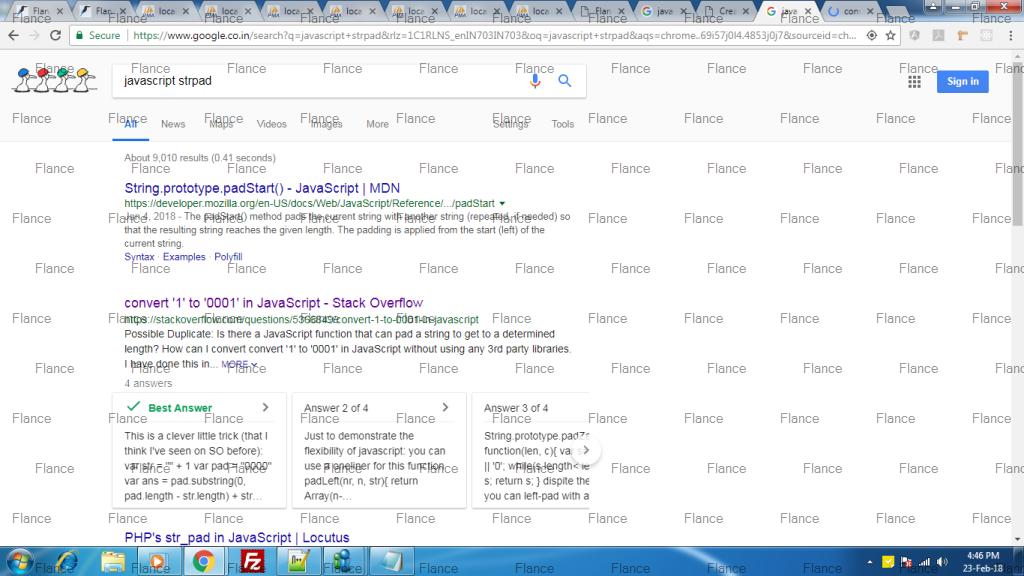 Flan
Flan
loca
loca
loca
loca
loca
loca
Flan
java
Crea
java
con
Secure
https://www.google.co.in/search?q=javascript+strpad&rlz=1C1RLNS_enIN703IN703&oq=javascript+strpad&aqs=chrome..69i57j0l4.4853j0j7&sourceid=ch...
javascript strpad
Sign in
All News Maps Videos Images More Settings Tools
About 9,010 results (0.41 seconds)
String.prototype.padStart() - JavaScript | MDN
https://developer.mozilla.org/en-US/docs/Web/JavaScript/Reference/.../padStart
Jan 4, 2018 - The padStart() method pads the current string with another string (repeated, if needed) so
that the resulting string reaches the given length. The padding is applied from the start (left) of the
current string.
Syntax · Examples · Polyfill
convert '1' to '0001' in JavaScript - Stack Overflow
https://stackoverflow.com/questions/5366849/convert-1-to-0001-in-javascript
Possible Duplicate: Is there a JavaScript function that can pad a string to get to a determined
length? How can I convert convert '1' to '0001' in JavaScript without using any 3rd party libraries.
I have done this in... MORE
4 answers
Best Answer
This is a clever little trick (that I
think I've seen on SO before):
var str = "" + 1 var pad = "0000"
var ans = pad.substring(0,
pad.length - str.length) + str...
Answer 2 of 4
Just to demonstrate the
flexibility of javascript: you can
use a oneliner for this function
padLeft(nr, n, str){ return
Array(n-...
Answer 3 of 4
String.prototype.padZ
function(len, c){ va
|| '0'; while(s.length< le
s; return s; } dispite the
you can left-pad with a
PHP's str_pad in JavaScript | Locutus
4:46 PM
23-Feb-18
Flance